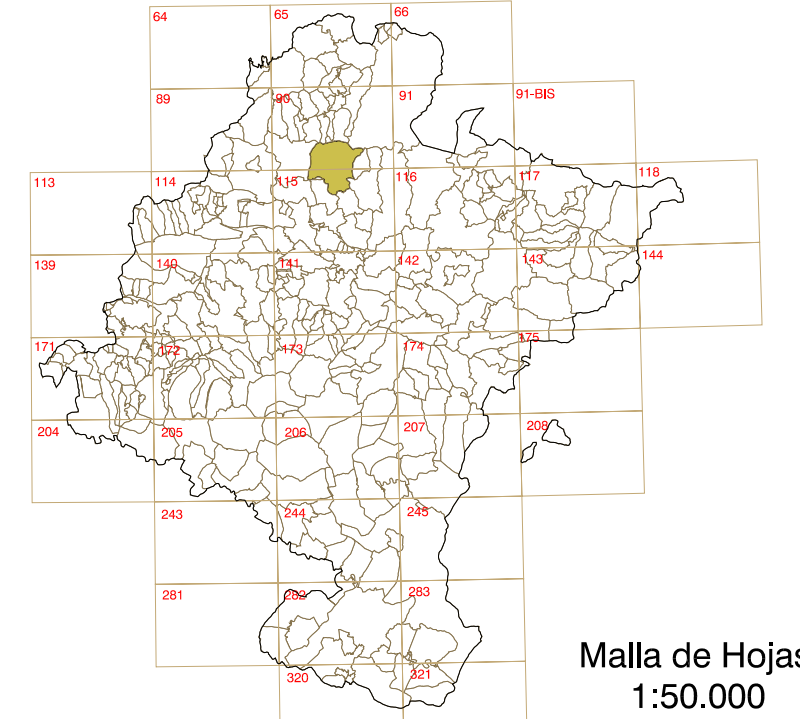 64 65 66
89 90 91 91-BIS
113 114 115 116 117 118
139 140 141 142 143 144
171 172 173 174 175
204 205 206 207 208
243 244 245
281 282 283
320 321
Malla de Hojas
1:50.000